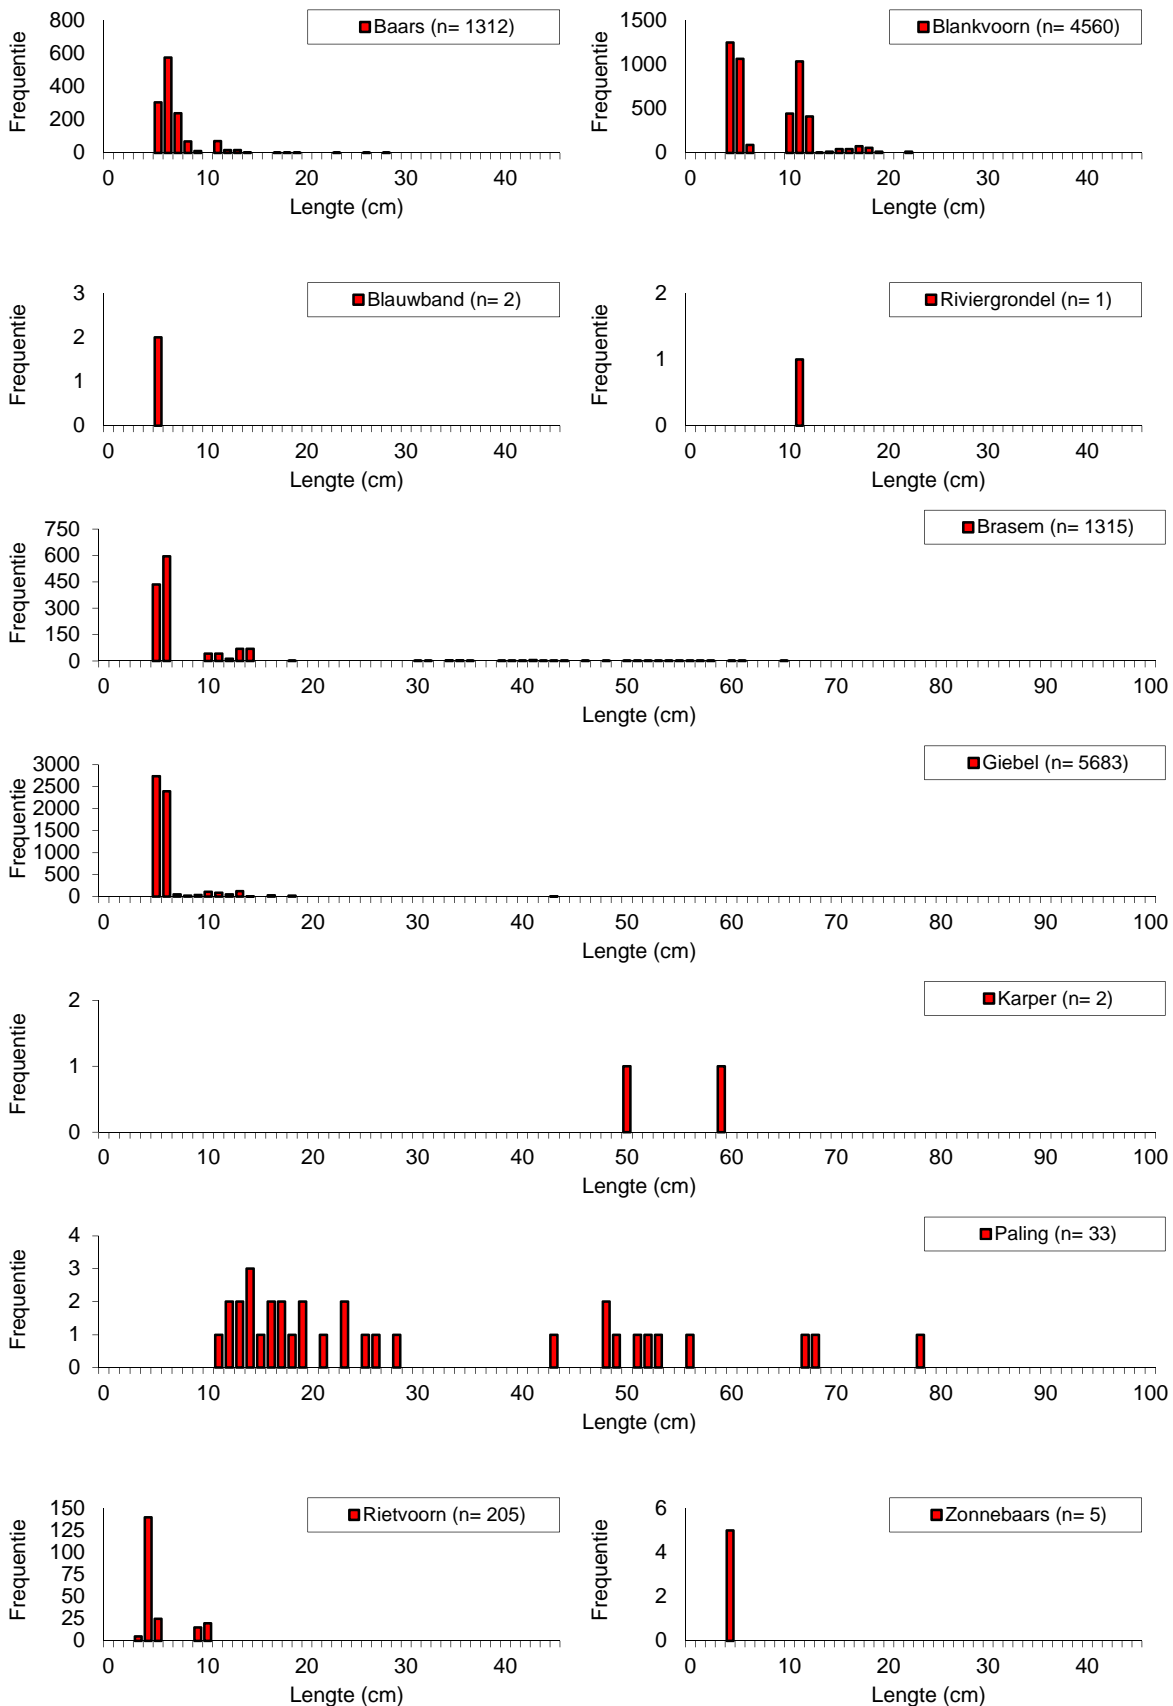 Baars (n= 1312)
Frequentie
800
600
400
200
0
0 10 20 30 40
Lengte (cm)
Blankvoorn (n= 4560)
Frequentie
1500
1000
500
0
0 10 20 30 40
Lengte (cm)
Blauwband (n= 2)
Frequentie
3
2
1
0
0 10 20 30 40
Lengte (cm)
Riviergrondel (n= 1)
Frequentie
2
1
0
0 10 20 30 40
Lengte (cm)
Brasem (n= 1315)
Frequentie
750
600
450
300
150
0
0 10 20 30 40 50 60 70 80 90 100
Lengte (cm)
Giebel (n= 5683)
Frequentie
3000
2500
2000
1500
1000
500
0
0 10 20 30 40 50 60 70 80 90 100
Lengte (cm)
Karper (n= 2)
Frequentie
2
1
0
0 10 20 30 40 50 60 70 80 90 100
Lengte (cm)
Paling (n= 33)
Frequentie
4
3
2
1
0
0 10 20 30 40 50 60 70 80 90 100
Lengte (cm)
Rietvoorn (n= 205)
Frequentie
150
125
100
75
50
25
0
0 10 20 30 40
Lengte (cm)
Zonnebaars (n= 5)
Frequentie
6
4
2
0
0 10 20 30 40
Lengte (cm)